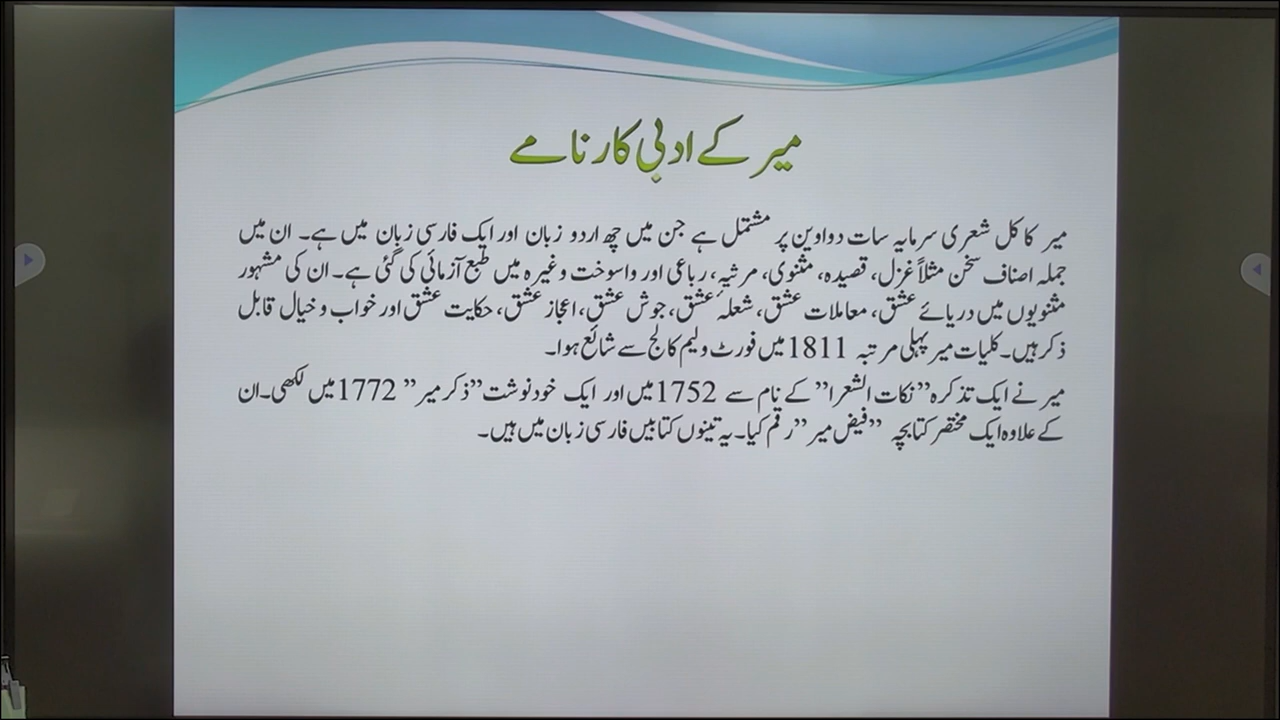 میر کے ادبی کارنامے
میر کا کل شعری سرمایہ سات دواوین پر مشتمل ہے جن میں چھ اردو زبان اور ایک فارسی زبان میں ہے۔ ان میں
جملہ اصناف سخن مثلاً غزل، قصیدہ، مثنوی، مرثیہ، رباعی اور واسوخت وغیرہ میں طبع آزمائی کی گئی ہے۔ ان کی مشہور
مثنویوں میں دریائے عشق، معاملات عشق، شعلۂ عشق، جوش عشق، اعجاز عشق، حکایت عشق اور خواب و خیال قابل
ذکر ہیں۔ کلیات میر پہلی مرتبہ 1811 میں فورٹ ولیم کالج سے شائع ہوا۔
میر نے ایک تذکرہ ”نکات الشعرا“ کے نام سے 1752 میں اور ایک خودنوشت ”ذکر میر“ 1772 میں لکھی۔ ان
کے علاوہ ایک مختصر کتابچہ ”فیض میر“ رقم کیا۔ یہ تینوں کتابیں فارسی زبان میں ہیں۔